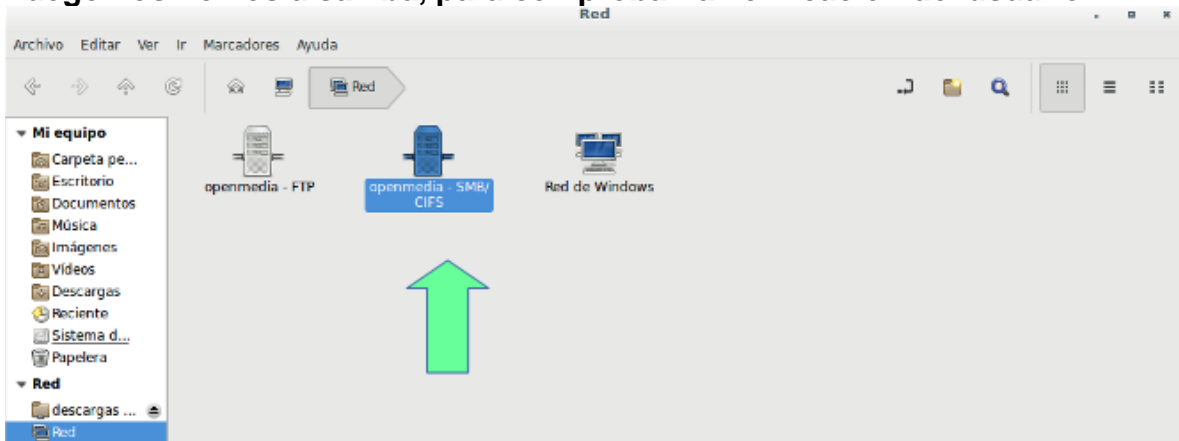 Red
Archivo Editar Ver Ir Marcadores Ayuda
Red
Mi equipo
Carpeta pe...
Escritorio
Documentos
Música
Imágenes
Vídeos
Descargas
Reciente
Sistema d...
Papelera
Red
descargas ...
Red
openmedia - FTP
openmedia - SMB/
CIFS
Red de Windows